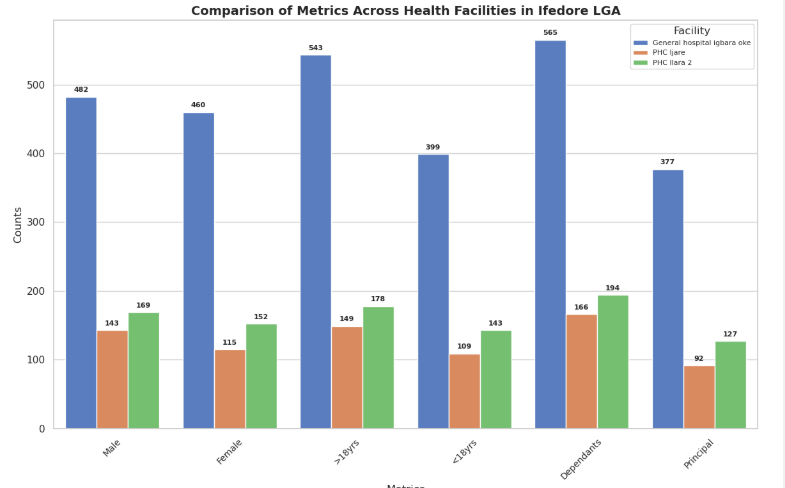 Comparison of Metrics Across Health Facilities in Ifedore LGA
Facility
General hospital igbara oke
PHC Ijare
PHC Ilara 2
Counts
500
400
300
200
100
0
482
143
169
460
115
152
543
149
178
399
109
143
565
166
194
377
92
127
Male
Female
>18yrs
<18yrs
Dependants
Principal
Metrics